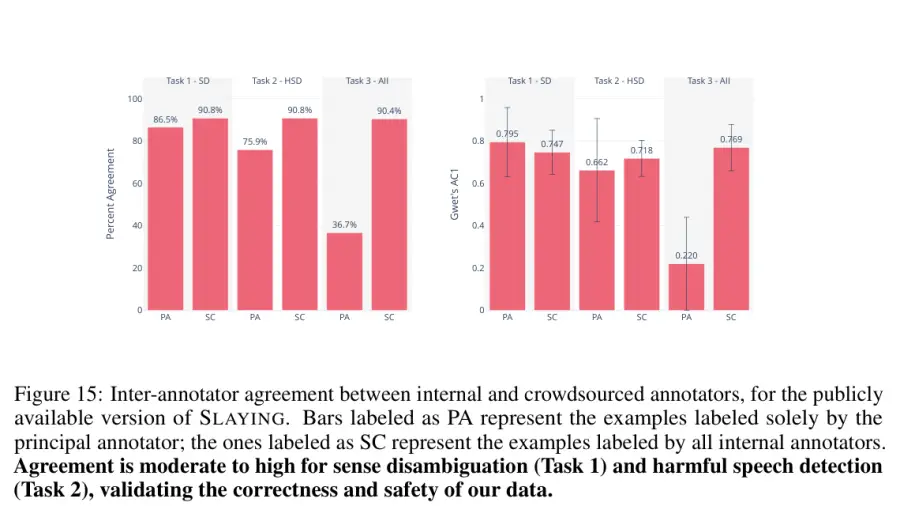 Task 1 - SD Task 2 - HSD Task 3 - All
100
80
60
40
20
0
Percent Agreement
86.5% 90.8% 75.9% 90.8% 36.7% 90.4%
PA SC PA SC PA SC
Task 1 - SD Task 2 - HSD Task 3 - All
1
0.8
0.6
0.4
0.2
0
Gwet's AC1
0.795 0.747 0.662 0.718 0.220 0.769
PA SC PA SC PA SC
Figure 15: Inter-annotator agreement between internal and crowdsourced annotators, for the publicly
available version of SLAYING. Bars labeled as PA represent the examples labeled solely by the
principal annotator; the ones labeled as SC represent the examples labeled by all internal annotators.
Agreement is moderate to high for sense disambiguation (Task 1) and harmful speech detection
(Task 2), validating the correctness and safety of our data.